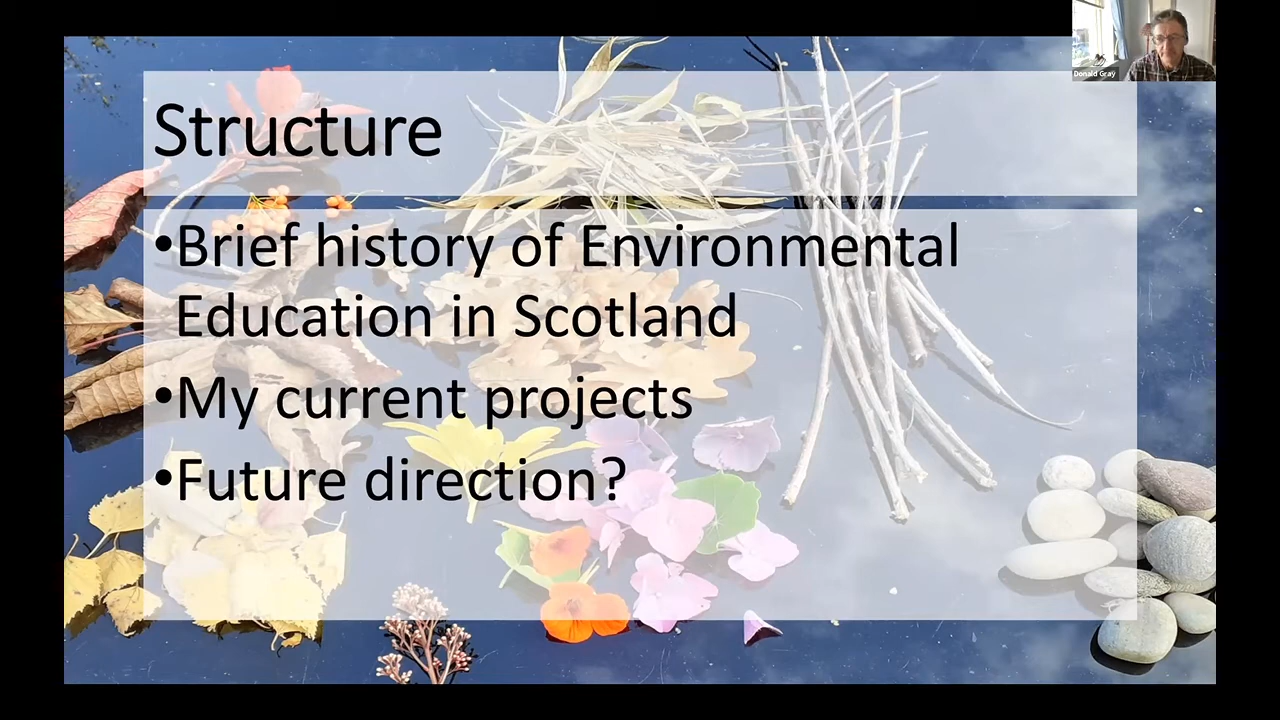 Structure
•Brief history of Environmental
Education in Scotland
•My current projects
•Future direction?
Donald Gray